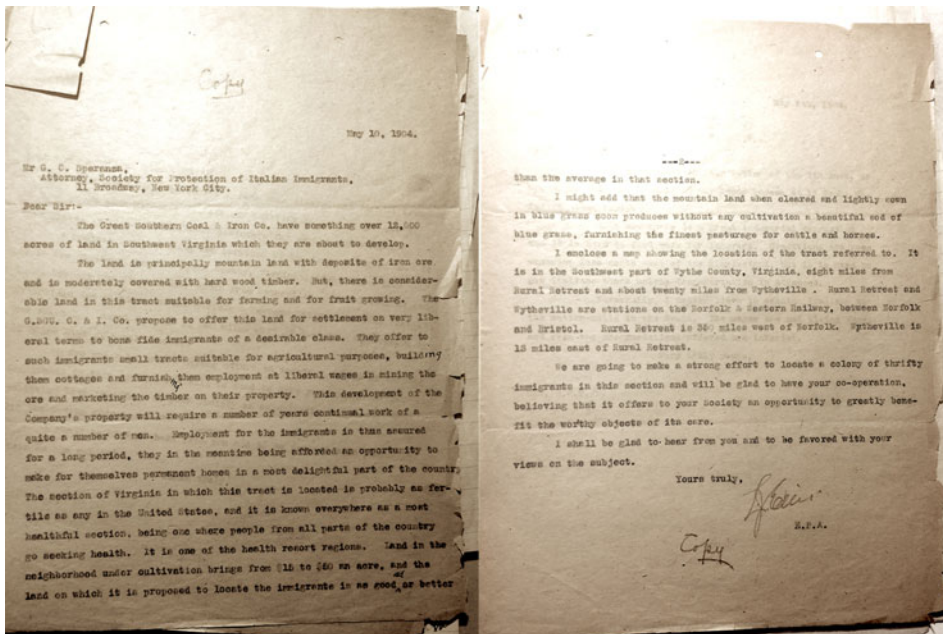 Copy
May 10, 1904.
Mr G. C. Speranza,
Attorney, Society for Protection of Italian Immigrants,
11 Broadway, New York City.
Dear Sir:-
The Great Southern Coal & Iron Co. have something over
acres of land in Southwest Virginia which they are about to develop.
The land is principally mountain land with deposits of iron ore
and is moderately covered with hard wood timber. But, there is consider-
able land in this tract suitable for farming and for fruit growing. The
C. & I. Co. propose to offer this land for settlement on very lib-
eral terms to bona fide immigrants of a desirable class. They offer to
such immigrants small tracts suitable for agricultural purposes, building
them cottages and furnish them employment at liberal wages in mining the
ore and marketing the timber on their property. This development of the
Company's property will require a number of years continual work of a
quite a number of men. Employment for the immigrants is thus assured
for a long period, they in the meantime being afforded an opportunity to
make for themselves permanent homes in a most delightful part of the country
The section of Virginia in which this tract is located is probably as fer-
tile as any in the United States, and it is known everywhere as a most
healthful section, being one where people from all parts of the country
go seeking health. It is one of the health resort regions. Land in the
neighborhood under cultivation brings from $15 to $60 an acre, and the
land on which it is proposed to locate the immigrants is as good as or better
---2---
than the average in that section.
I might add that the mountain land when cleared and lightly sown
in blue grass soon produces without any cultivation a beautiful sod of
blue grass, furnishing the finest pasturage for cattle and horses.
I enclose a map showing the location of the tract referred to. It
is in the Southwest part of Wythe County, Virginia, eight miles from
Rural Retreat and about twenty miles from Wytheville . Rural Retreat and
Wytheville are stations on the Norfolk & Western Railway, between Norfolk
and Bristol. Rural Retreat is miles west of Norfolk. Wytheville is
15 miles east of Rural Retreat.
We are going to make a strong effort to locate a colony of thrifty
immigrants in this section and will be glad to have your co-operation,
believing that it offers to your Society an opportunity to greatly bene-
fit the worthy objects of its care.
I shall be glad to hear from you and to be favored with your
views on the subject.
Yours truly,
E.P.A.
Copy